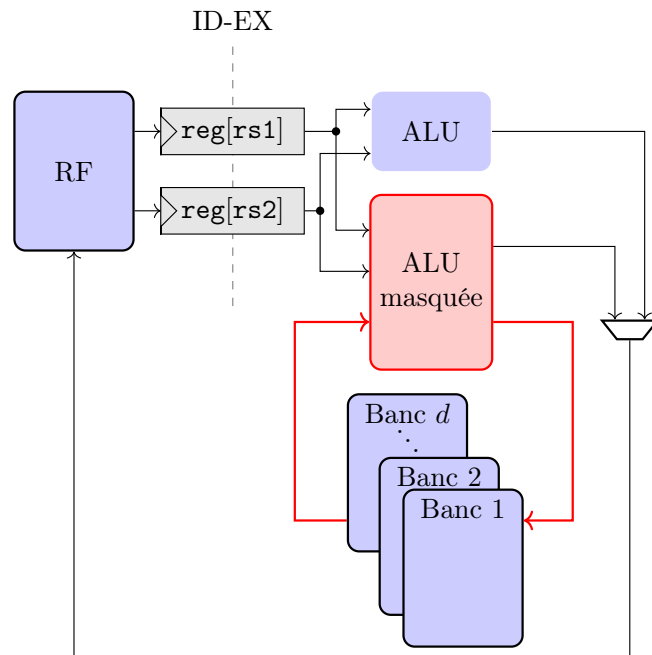 ID-EX
RF
reg[rs1]
reg[rs2]
ALU
ALU
masquée
Banc d
⋱
Banc 2
Banc 1